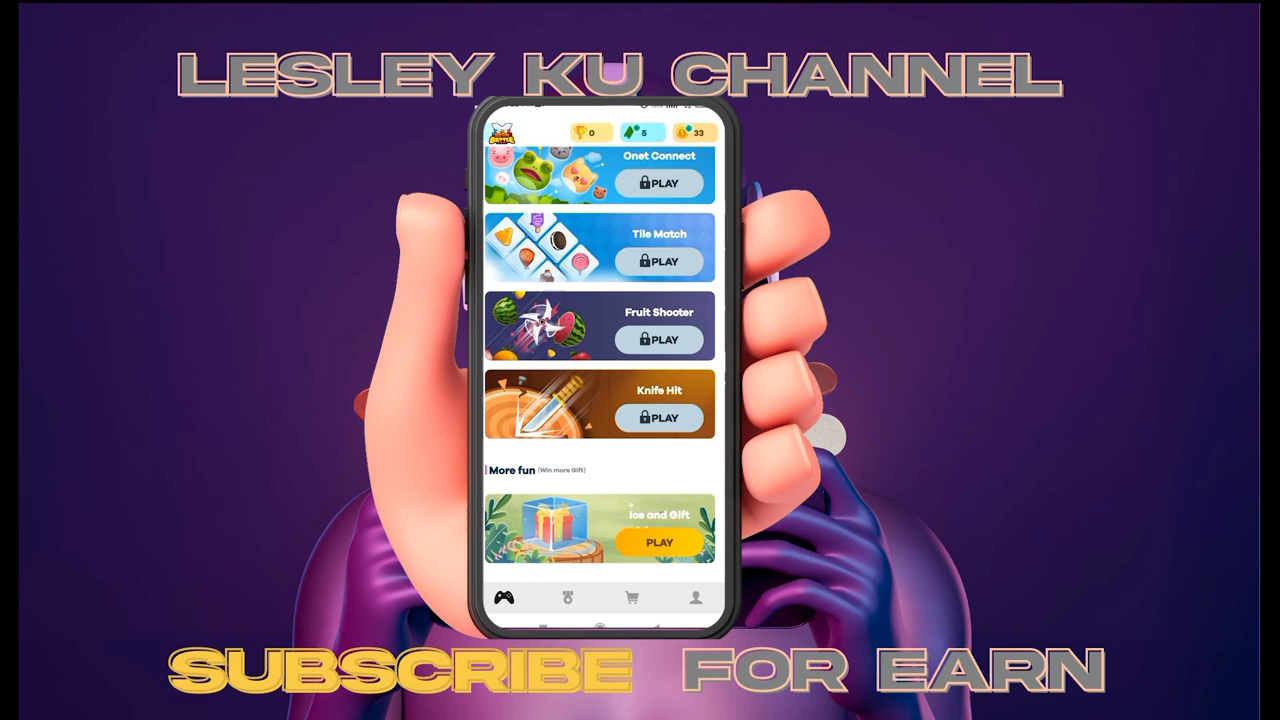 LESLEY KU CHANNEL
BATTLE
0
5
33
Onet Connect
PLAY
Tile Match
PLAY
Fruit Shooter
PLAY
Knife Hit
PLAY
More fun (Win more Gift)
Ice and Gift
PLAY
SUBSCRIBE FOR EARN